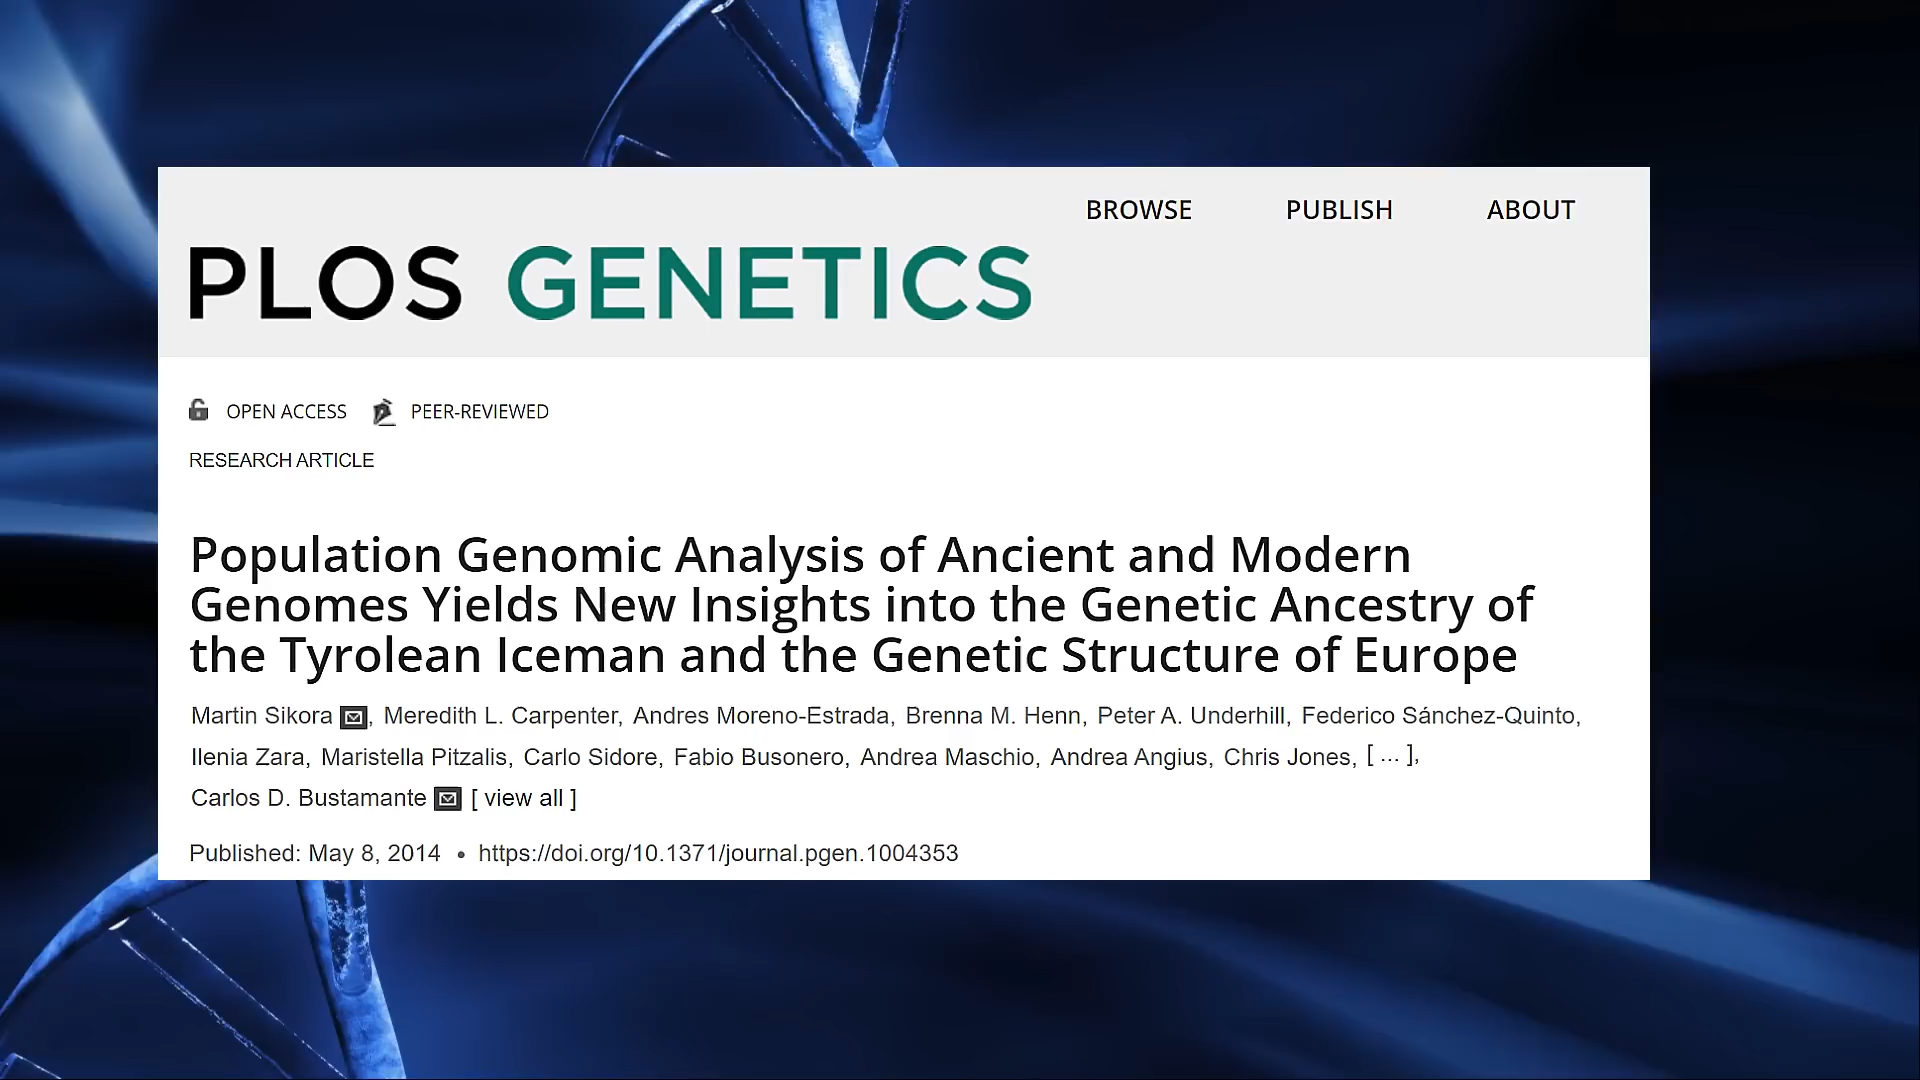 BROWSE PUBLISH ABOUT
PLOS GENETICS
OPEN ACCESS PEER-REVIEWED
RESEARCH ARTICLE
Population Genomic Analysis of Ancient and Modern
Genomes Yields New Insights into the Genetic Ancestry of
the Tyrolean Iceman and the Genetic Structure of Europe
Martin Sikora , Meredith L. Carpenter, Andres Moreno-Estrada, Brenna M. Henn, Peter A. Underhill, Federico Sánchez-Quinto,
Ilenia Zara, Maristella Pitzalis, Carlo Sidore, Fabio Busonero, Andrea Maschio, Andrea Angius, Chris Jones, [ ... ],
Carlos D. Bustamante [ view all ]
Published: May 8, 2014 • https://doi.org/10.1371/journal.pgen.1004353